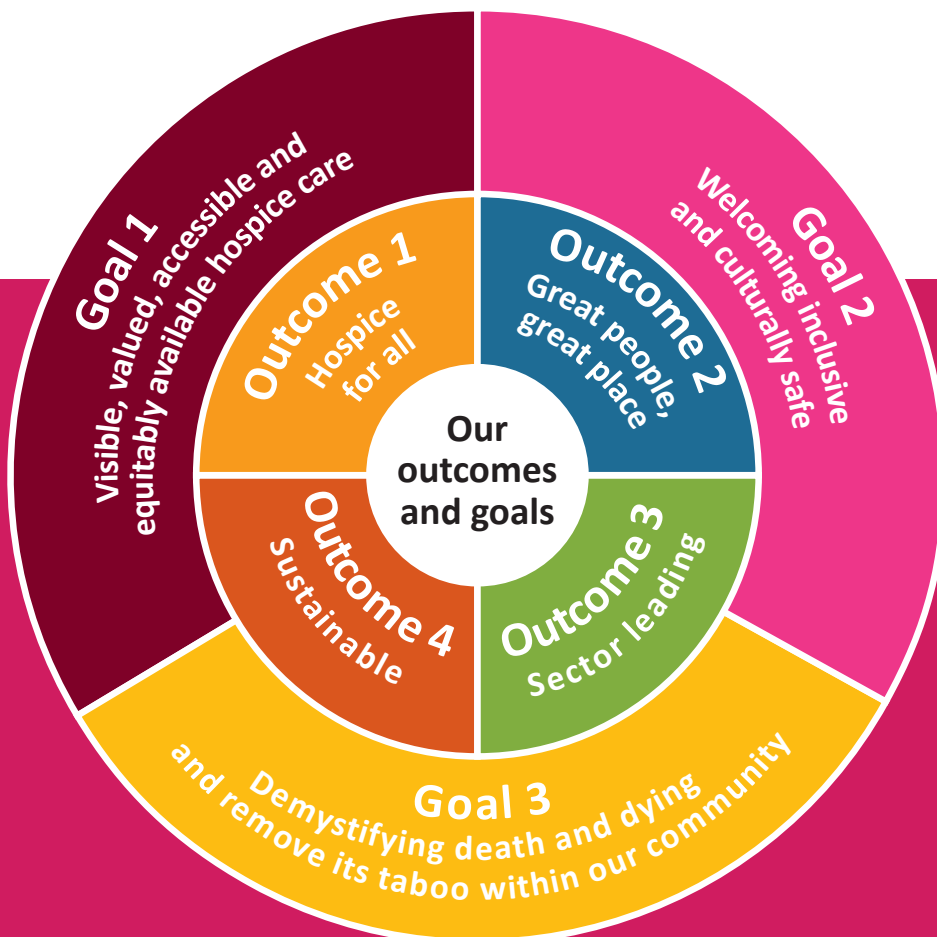 Our
outcomes
and goals
Outcome 1
Hospice
for all
Outcome 2
Great people,
great place
Outcome 3
Sector leading
Outcome 4
Sustainable
Goal 1
Visible, valued, accessible and
equitably available hospice care
Goal 2
Welcoming inclusive
and culturally safe
Goal 3
Demystifying death and dying
and remove its taboo within our community